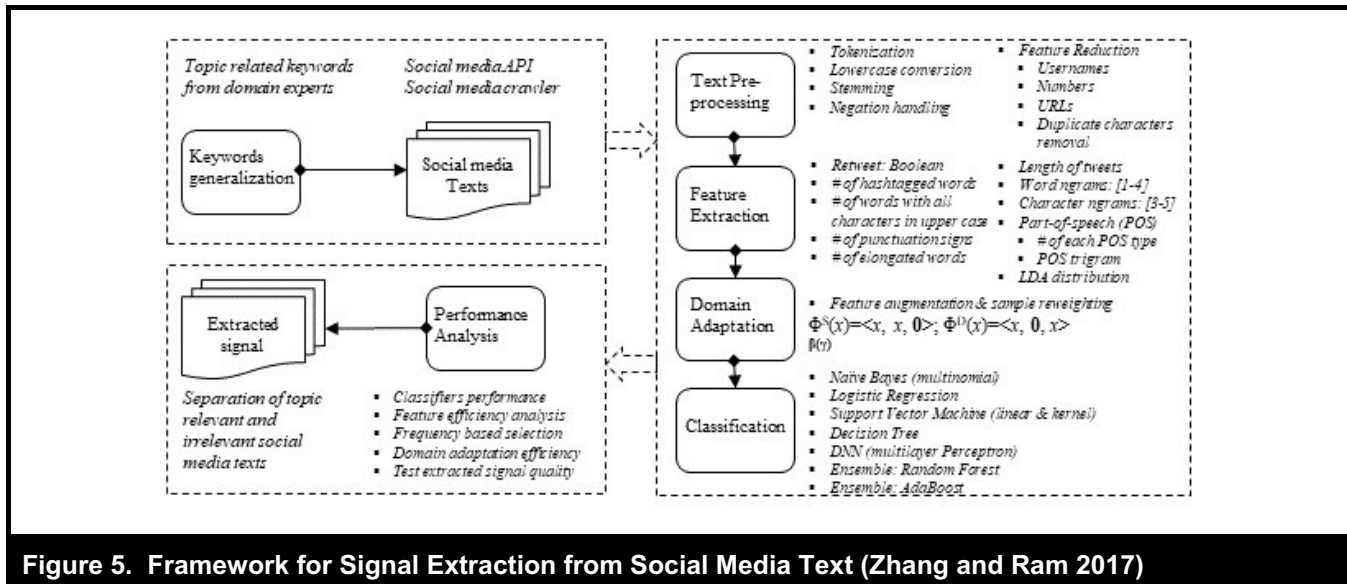 Topic related keywords
from domain experts
Social media API
Social media crawler
Keywords
generalization
Social media
Texts
Text Pre-
processing
▪ Tokenization
▪ Lowercase conversion
▪ Stemming
▪ Negation handling
▪ Feature Reduction
▪ Usernames
▪ Numbers
▪ URLs
▪ Duplicate characters
removal
Feature
Extraction
▪ Retweet: Boolean
▪ # of hashtagged words
▪ # of words with all
characters in upper case
▪ # of punctuation signs
▪ # of elongated words
▪ Length of tweets
▪ Word ngrams: [1-4]
▪ Character ngrams: [3-5]
▪ Part-of-speech (POS)
▪ # of each POS type
▪ POS trigram
▪ LDA distribution
Domain
Adaptation
▪ Feature augmentation & sample reweighting
Φˢ(x)=<x, x, 0>; Φᴰ(x)=<x, 0, x>
Classification
▪ Naïve Bayes (multinomial)
▪ Logistic Regression
▪ Support Vector Machine (linear & kernel)
▪ Decision Tree
▪ DNN (multilayer Perceptron)
▪ Ensemble: Random Forest
▪ Ensemble: AdaBoost
Performance
Analysis
▪ Classifiers performance
▪ Feature efficiency analysis
▪ Frequency based selection
▪ Domain adaptation efficiency
▪ Test extracted signal quality
Extracted
signal
Separation of topic
relevant and
irrelevant social
media texts
Figure 5. Framework for Signal Extraction from Social Media Text (Zhang and Ram 2017)